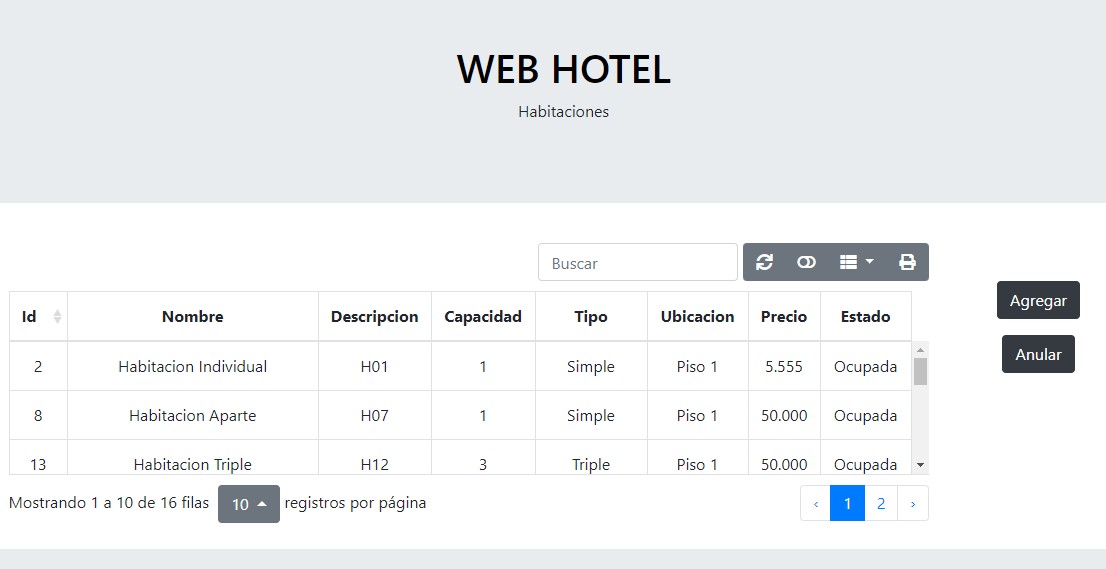 WEB HOTEL
Habitaciones
Buscar
Agregar
Anular
Id Nombre Descripcion Capacidad Tipo Ubicacion Precio Estado
2 Habitacion Individual H01 1 Simple Piso 1 5.555 Ocupada
8 Habitacion Aparte H07 1 Simple Piso 1 50.000 Ocupada
13 Habitacion Triple H12 3 Triple Piso 1 50.000 Ocupada
Mostrando 1 a 10 de 16 filas 10 registros por página ‹ 1 2 ›